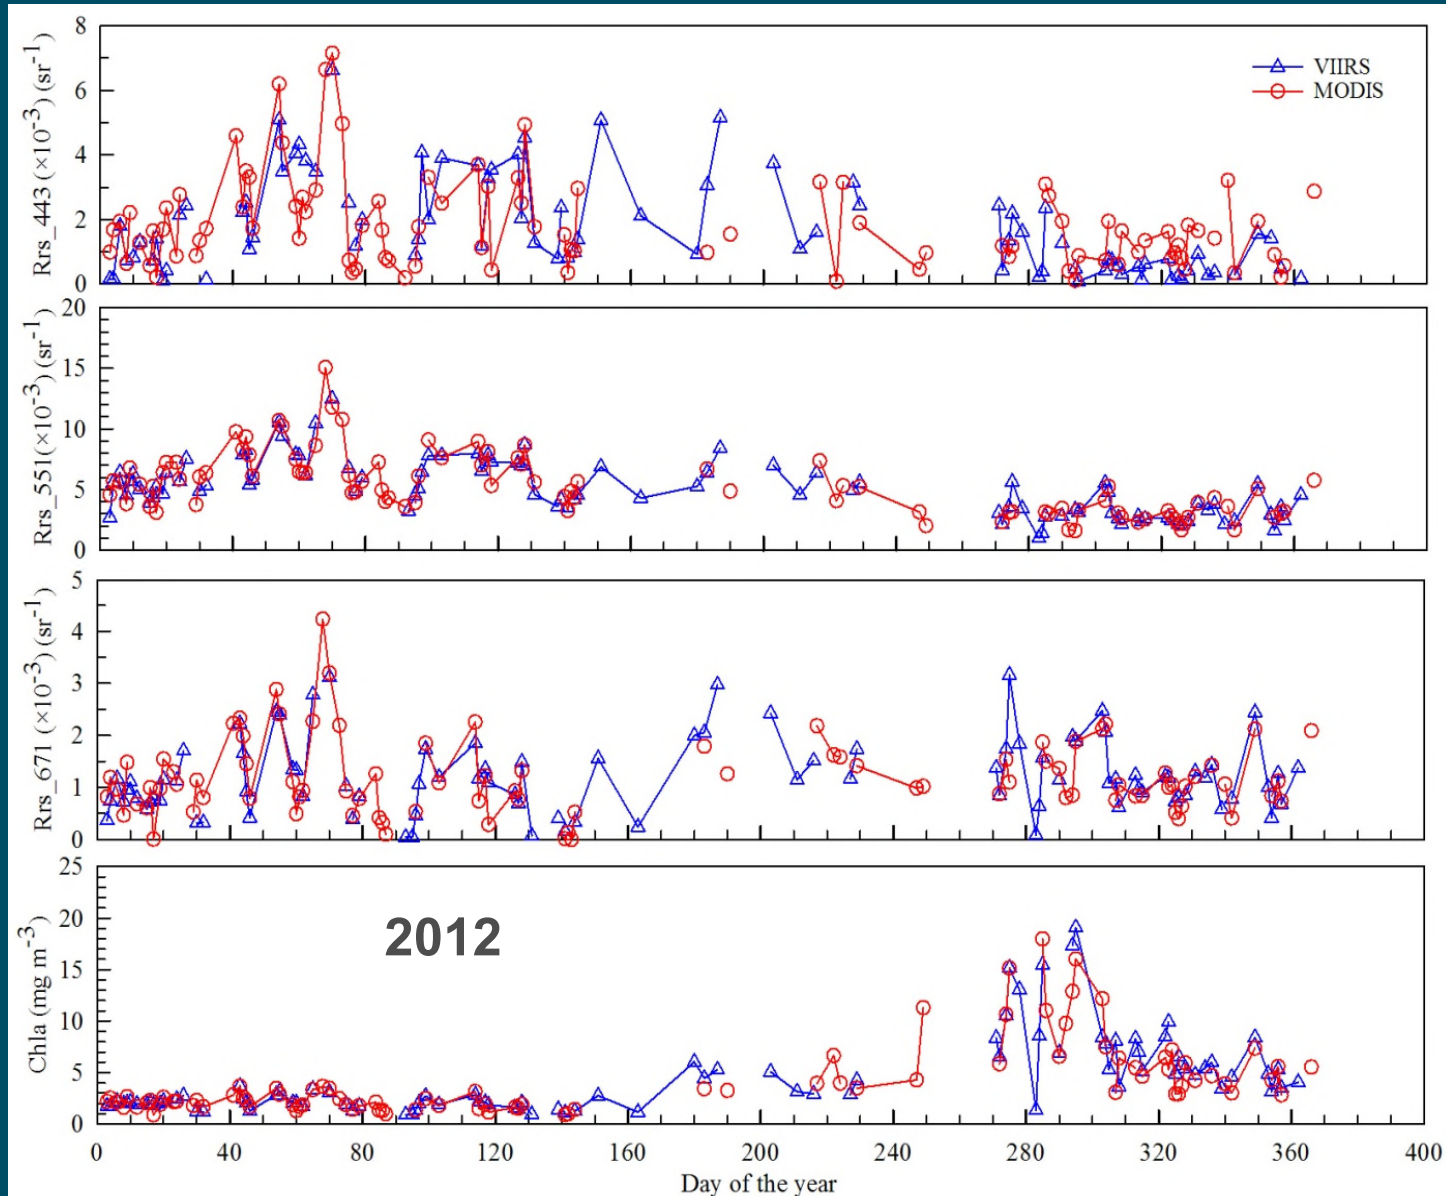 8
6
4
2
0
Rrs_443 (×10⁻³) (sr⁻¹)
VIIRS
MODIS
20
15
10
5
0
Rrs_551(×10⁻³) (sr⁻¹)
5
4
3
2
1
0
Rrs_671 (×10⁻³) (sr⁻¹)
25
20
15
10
5
0
Chla (mg m⁻³)
2012
0 40 80 120 160 200 240 280 320 360 400
Day of the year